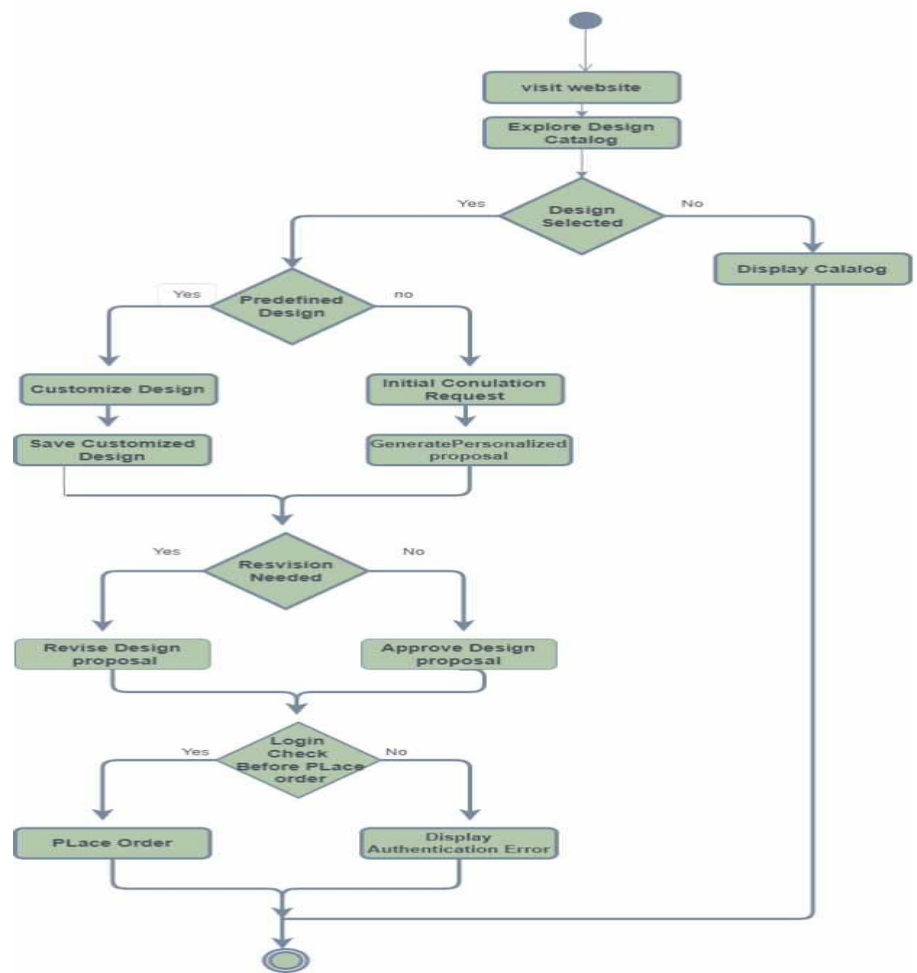 visit website
Explore Design
Catalog
Design
Selected
Yes
No
Display Calalog
Predefined
Design
Yes
no
Customize Design
Initial Conulation
Request
Save Customized
Design
GeneratePersonalized
proposal
Resvision
Needed
Yes
No
Revise Design
proposal
Approve Design
proposal
Login
Check
Before PLace
order
Yes
No
PLace Order
Display
Authentication Error